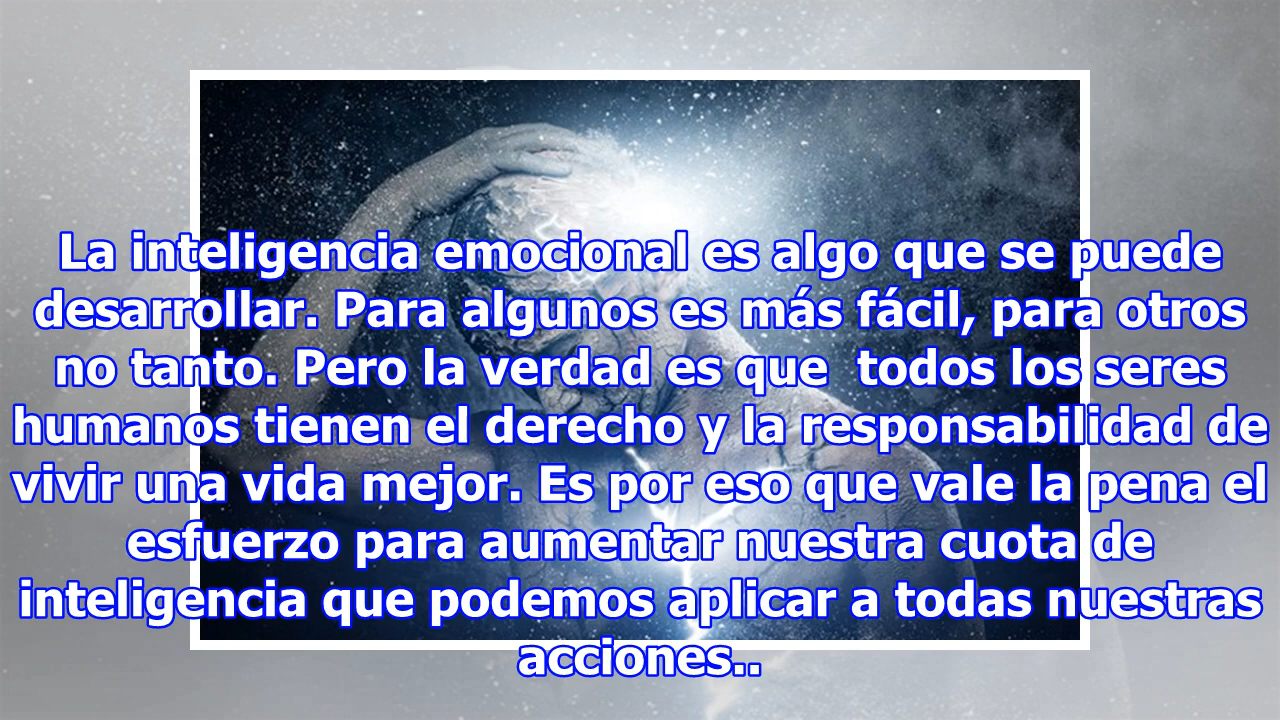 La inteligencia emocional es algo que se puede
desarrollar. Para algunos es más fácil, para otros
no tanto. Pero la verdad es que  todos los seres
humanos tienen el derecho y la responsabilidad de
vivir una vida mejor. Es por eso que vale la pena el
esfuerzo para aumentar nuestra cuota de
inteligencia que podemos aplicar a todas nuestras
acciones..